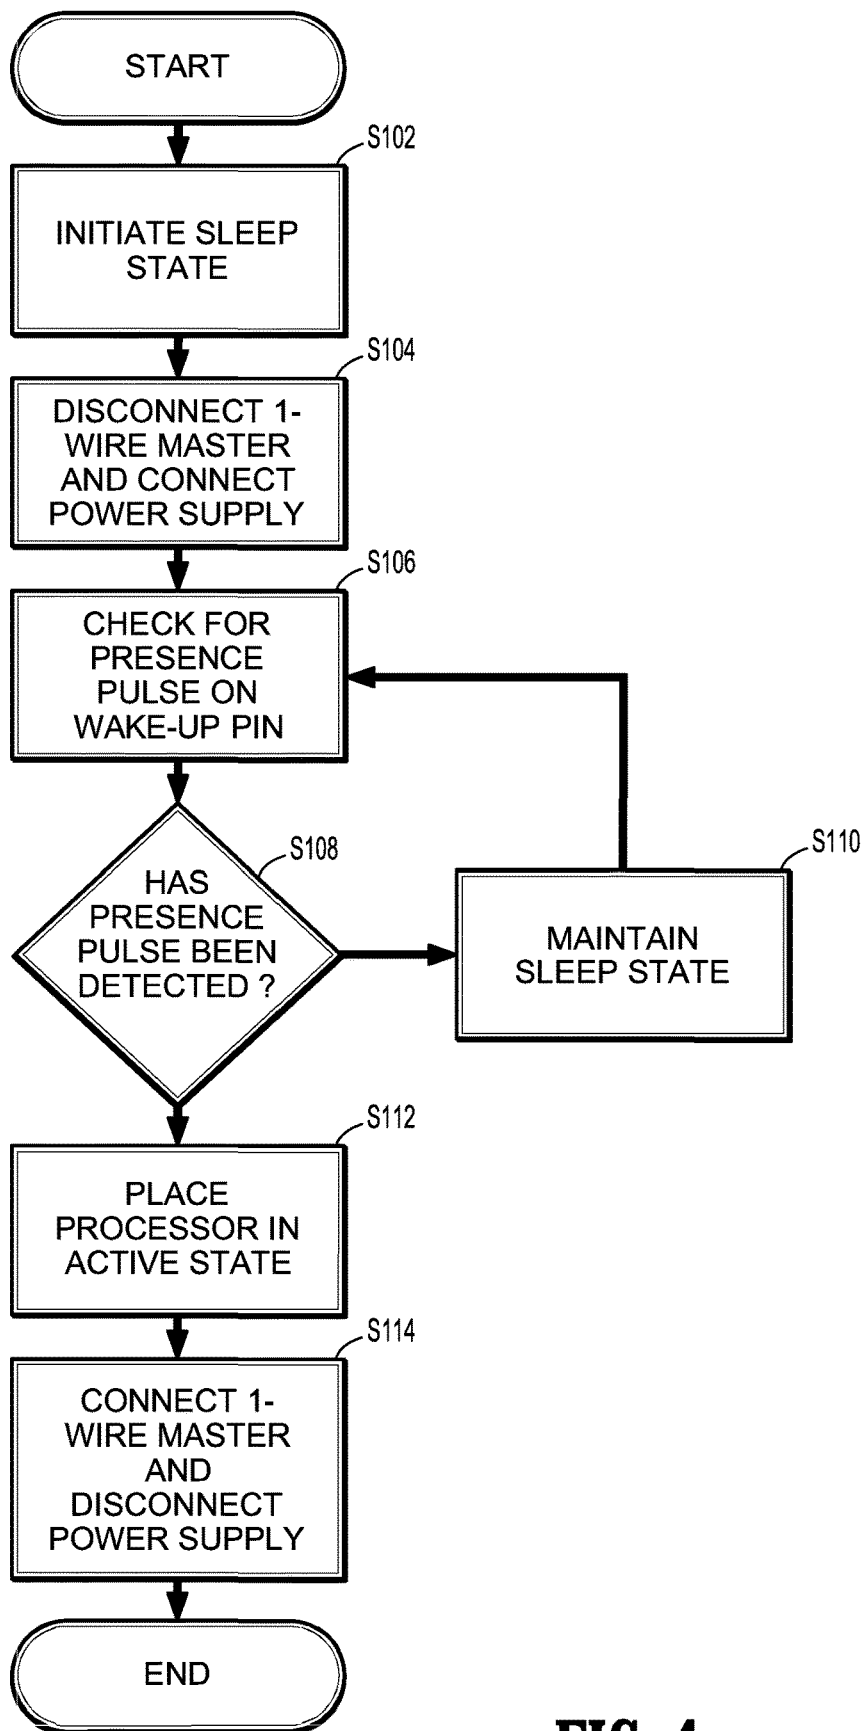 START
S102
INITIATE SLEEP
STATE
S104
DISCONNECT 1-
WIRE MASTER
AND CONNECT
POWER SUPPLY
S106
CHECK FOR
PRESENCE
PULSE ON
WAKE-UP PIN
S108
HAS
PRESENCE
PULSE BEEN
DETECTED ?
S110
MAINTAIN
SLEEP STATE
S112
PLACE
PROCESSOR IN
ACTIVE STATE
S114
CONNECT 1-
WIRE MASTER
AND
DISCONNECT
POWER SUPPLY
END
FIG. 4